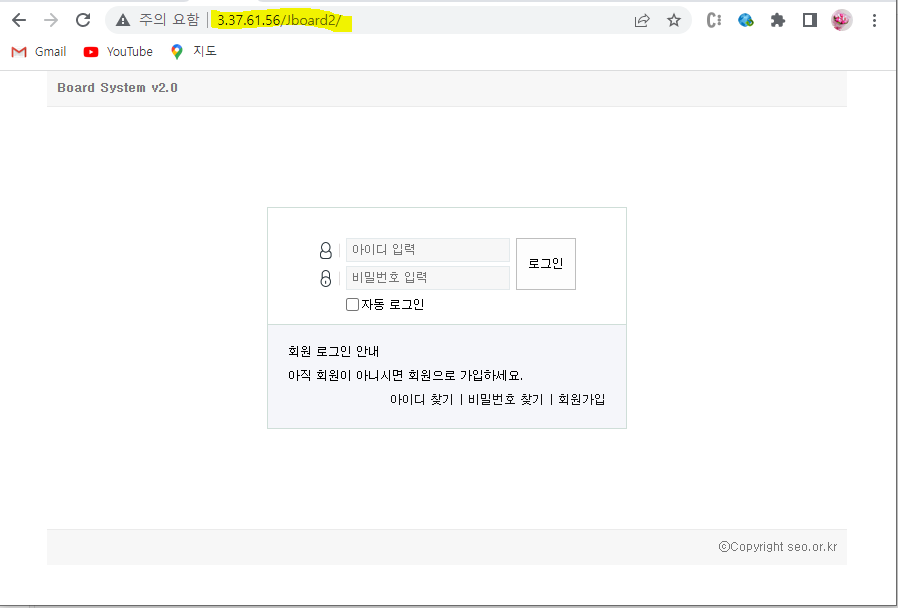 주의 요함 3.37.61.56/Jboard2/
Gmail YouTube 지도
Board System v2.0
아이디 입력
로그인
비밀번호 입력
자동 로그인
회원 로그인 안내
아직 회원이 아니시면 회원으로 가입하세요.
아이디 찾기 | 비밀번호 찾기 | 회원가입
ⓒCopyright seo.or.kr